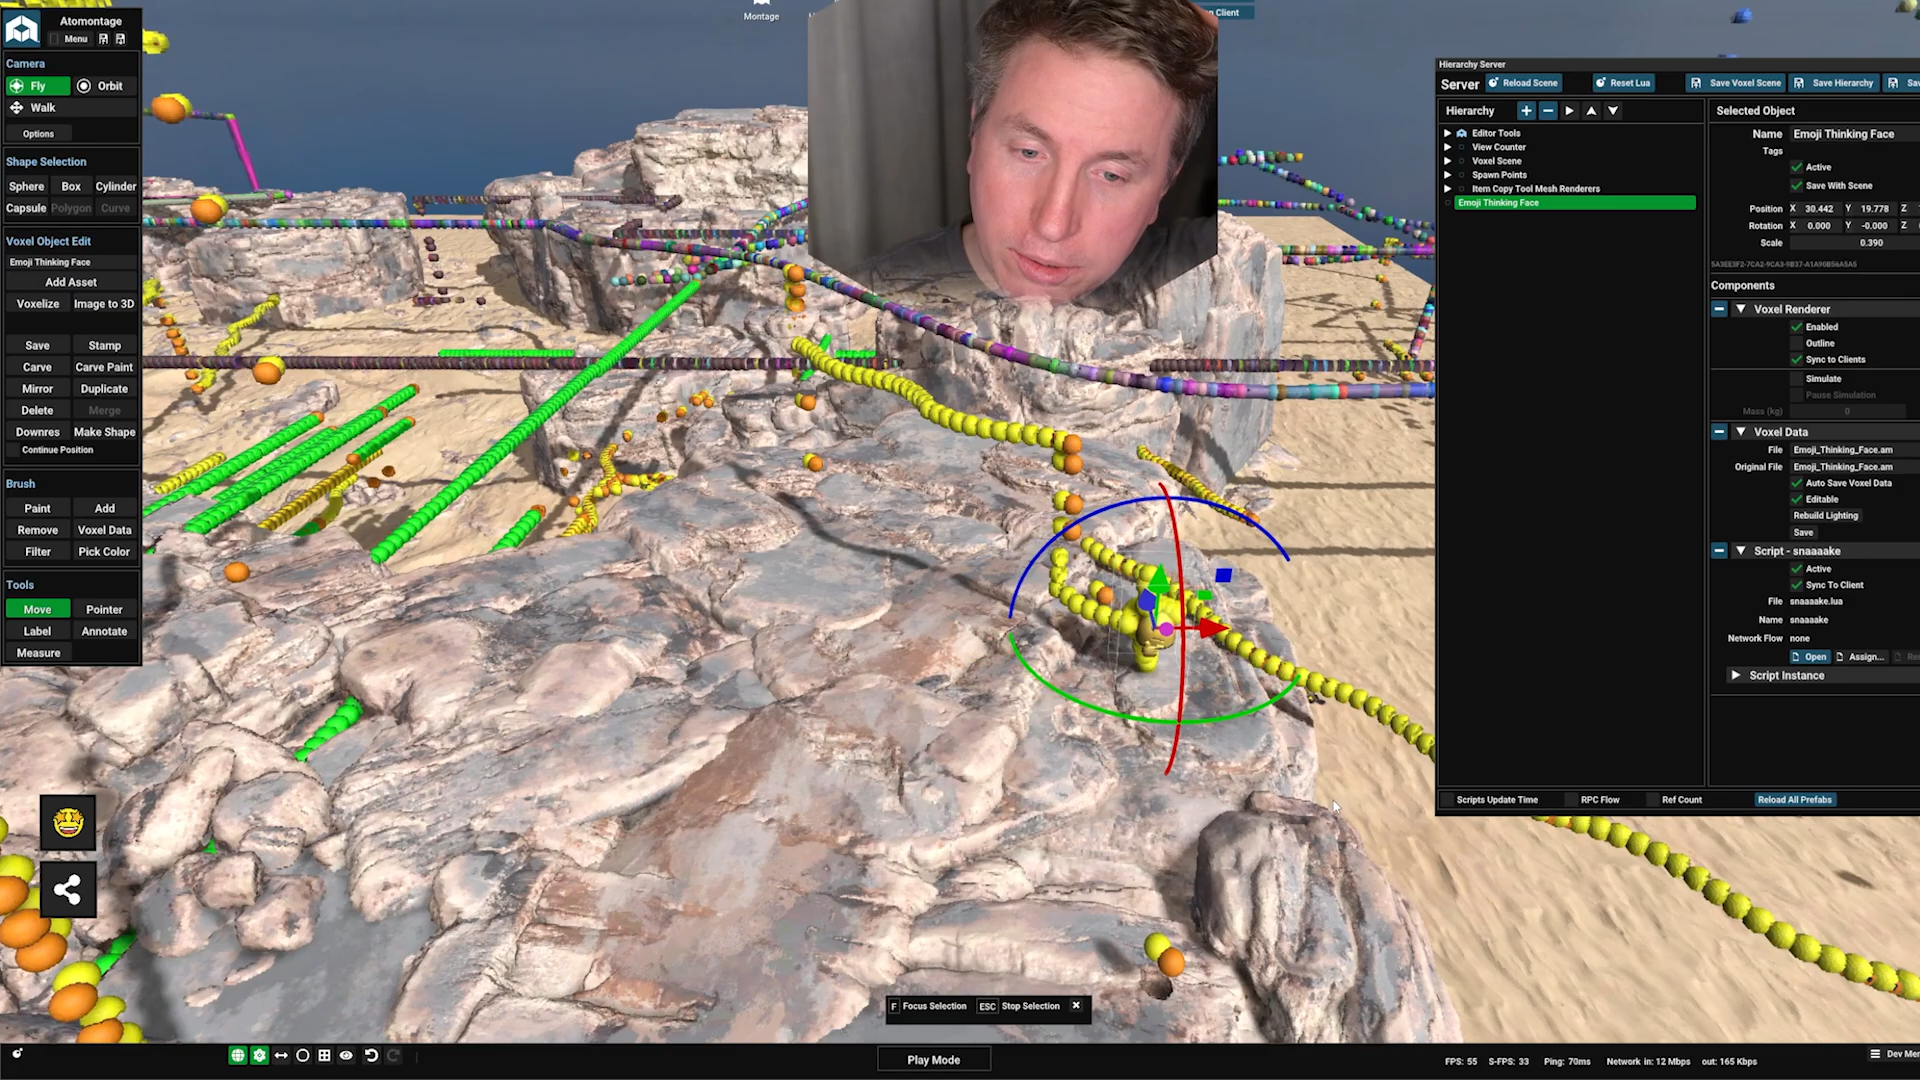 Atomontage
Menu
Camera
Fly
Orbit
Walk
Options
Shape Selection
Sphere
Box
Cylinder
Capsule
Polygon
Curve
Voxel Object Edit
Emoji Thinking Face
Add Asset
Voxelize
Image to 3D
Save
Stamp
Carve
Carve Paint
Mirror
Duplicate
Delete
Merge
Downres
Make Shape
Continue Position
Brush
Paint
Add
Remove
Voxel Data
Filter
Pick Color
Tools
Move
Pointer
Label
Annotate
Measure
Montage
Client
Hierarchy Server
Server
Reload Scene
Reset Lua
Save Voxel Scene
Save Hierarchy
Hierarchy
Editor Tools
View Counter
Voxel Scene
Spawn Points
Item Copy Tool Mesh Renderers
Emoji Thinking Face
Selected Object
Name Emoji Thinking Face
Tags
Active
Save With Scene
Position X 30.442 Y 19.778 Z
Rotation X 0.000 Y -0.000 Z
Scale 0.390
Components
Voxel Renderer
Enabled
Outline
Sync to Clients
Simulate
Pause Simulation
Mass (kg) 0
Voxel Data
File Emoji_Thinking_Face.am
Original File Emoji_Thinking_Face.am
Auto Save Voxel Data
Editable
Rebuild Lighting
Save
Script - snaaaake
Active
Sync To Client
File snaaaake.lua
Name snaaaake
Network Flow none
Open
Assign...
Script Instance
Scripts Update Time
RPC Flow
Ref Count
Reload All Prefabs
F Focus Selection ESC Stop Selection
Play Mode
FPS: 55 S-FPS: 33 Ping: 70ms Network in: 12 Mbps out: 165 Kbps
Dev